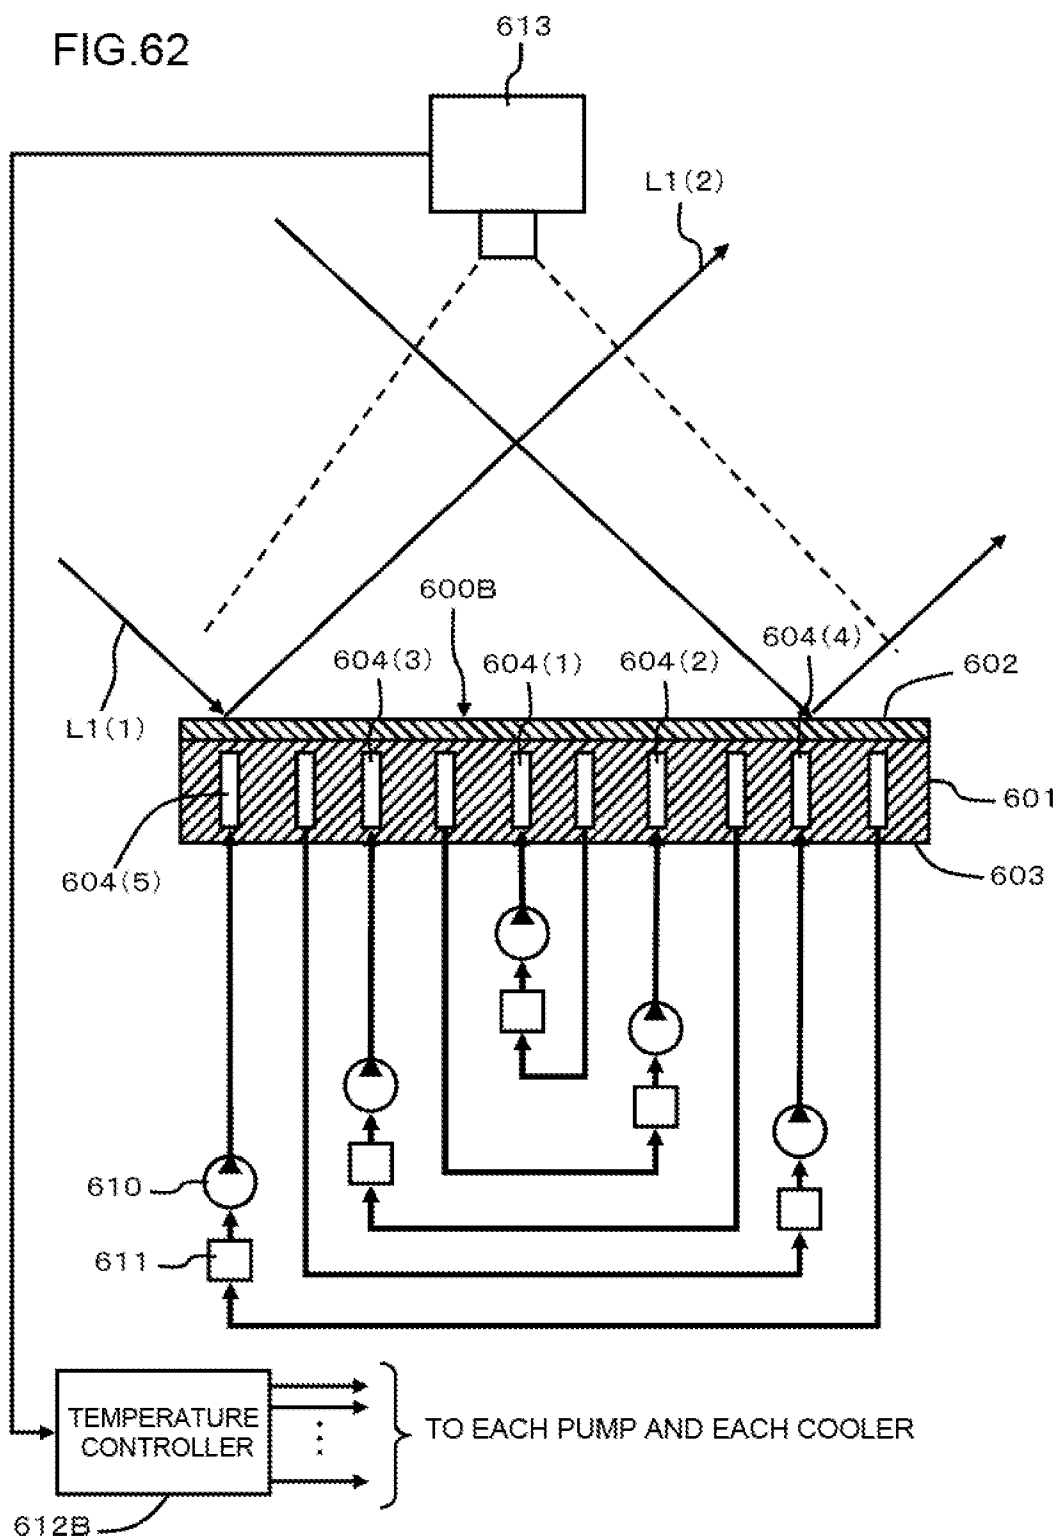 FIG.62
613
L1(2)
600B
604(4)
604(3)
604(1)
604(2)
602
L1(1)
601
604(5)
603
610
611
TEMPERATURE
CONTROLLER
TO EACH PUMP AND EACH COOLER
612B